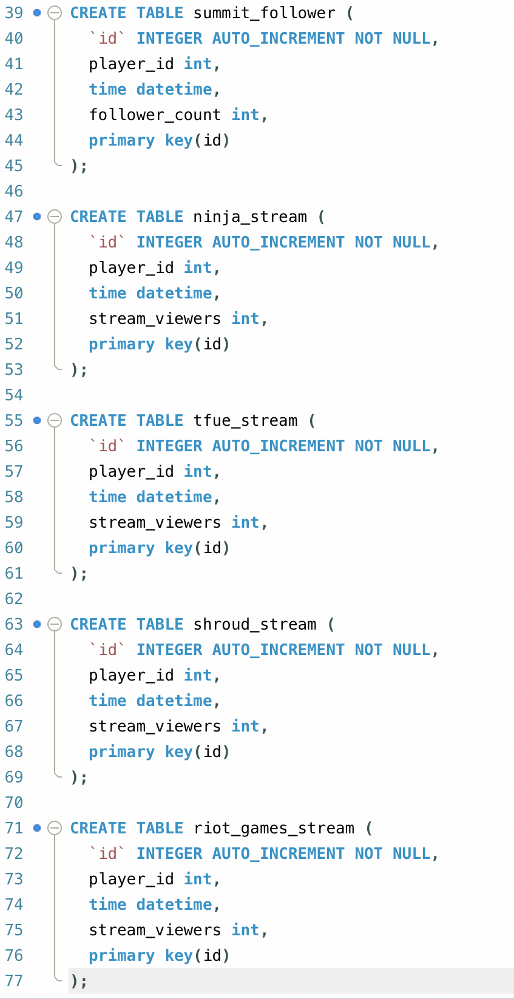 39 CREATE TABLE summit_follower (
40 `id` INTEGER AUTO_INCREMENT NOT NULL,
41 player_id int,
42 time datetime,
43 follower_count int,
44 primary key(id)
45 );
46
47 CREATE TABLE ninja_stream (
48 `id` INTEGER AUTO_INCREMENT NOT NULL,
49 player_id int,
50 time datetime,
51 stream_viewers int,
52 primary key(id)
53 );
54
55 CREATE TABLE tfue_stream (
56 `id` INTEGER AUTO_INCREMENT NOT NULL,
57 player_id int,
58 time datetime,
59 stream_viewers int,
60 primary key(id)
61 );
62
63 CREATE TABLE shroud_stream (
64 `id` INTEGER AUTO_INCREMENT NOT NULL,
65 player_id int,
66 time datetime,
67 stream_viewers int,
68 primary key(id)
69 );
70
71 CREATE TABLE riot_games_stream (
72 `id` INTEGER AUTO_INCREMENT NOT NULL,
73 player_id int,
74 time datetime,
75 stream_viewers int,
76 primary key(id)
77 );